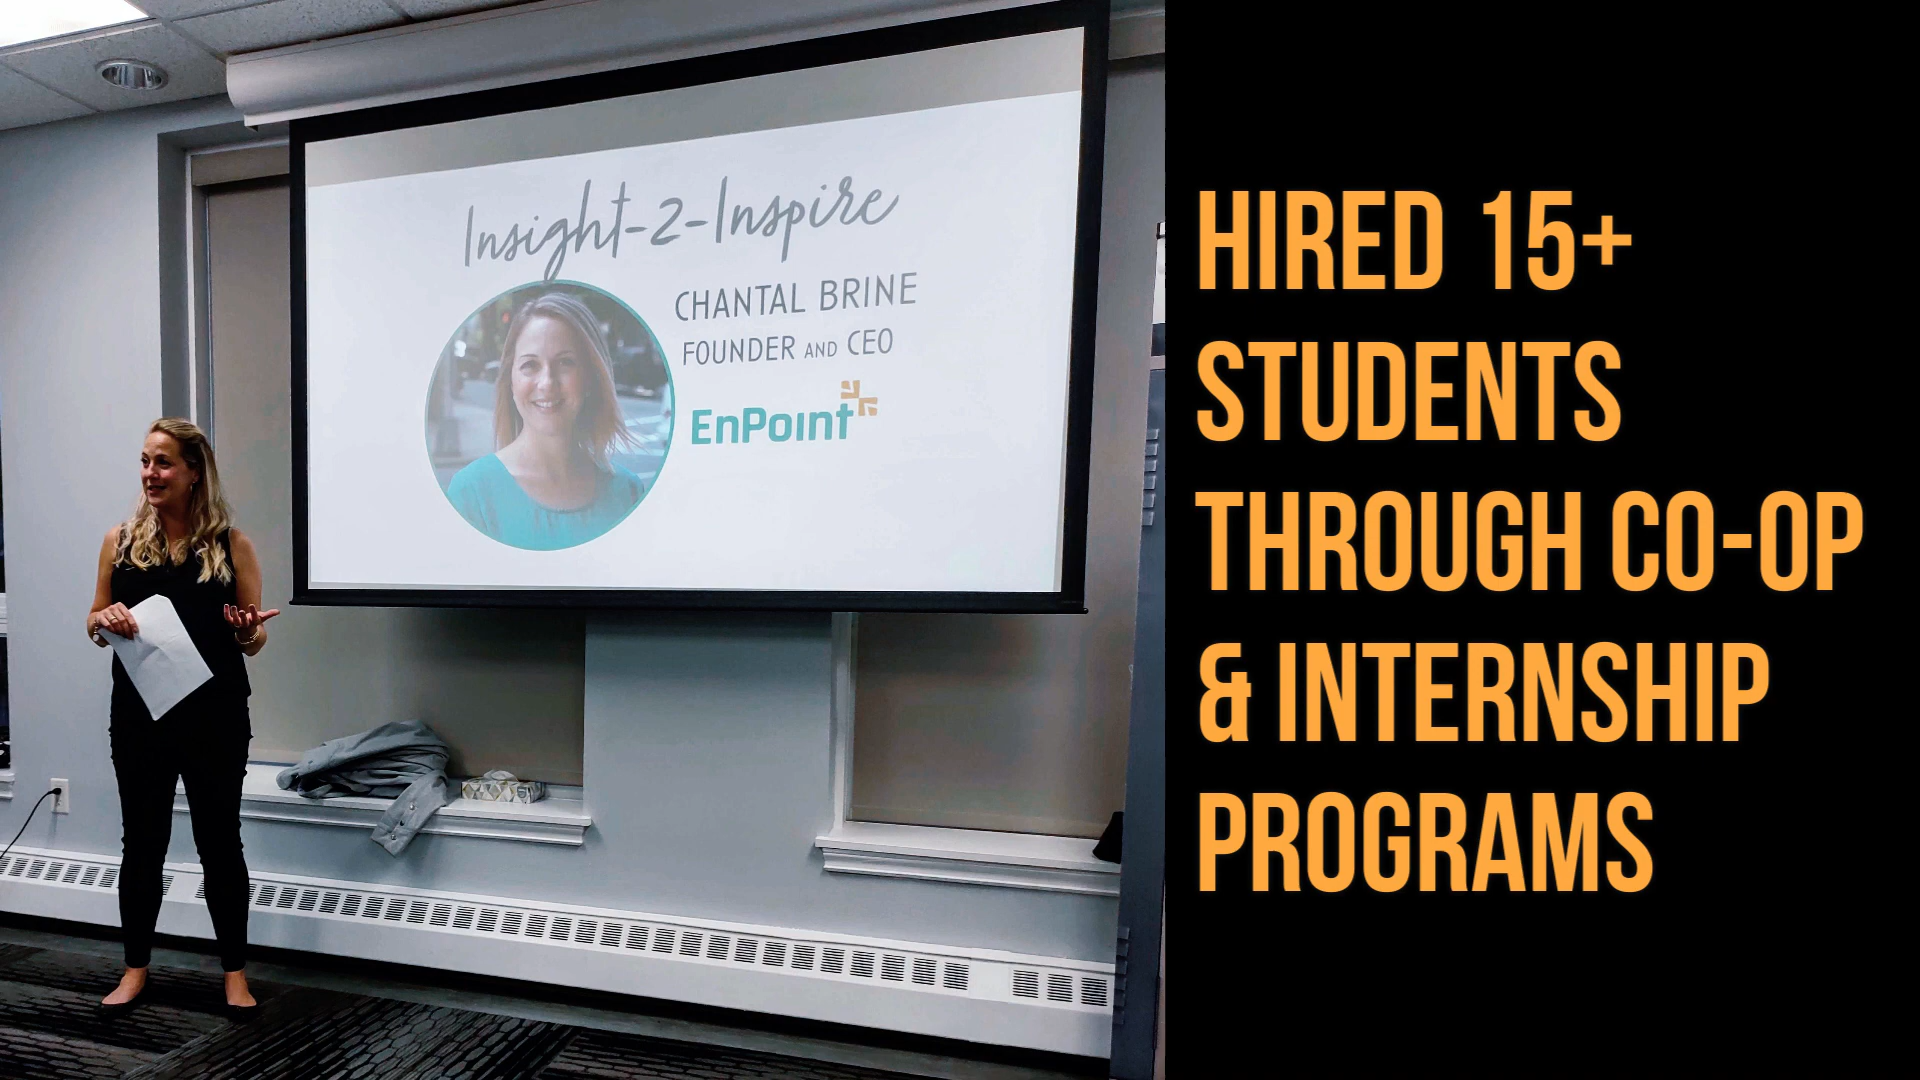 Insight-2-Inspire
CHANTAL BRINE
FOUNDER AND CEO
EnPoint
HIRED 15+
STUDENTS
THROUGH CO-OP
& INTERNSHIP
PROGRAMS